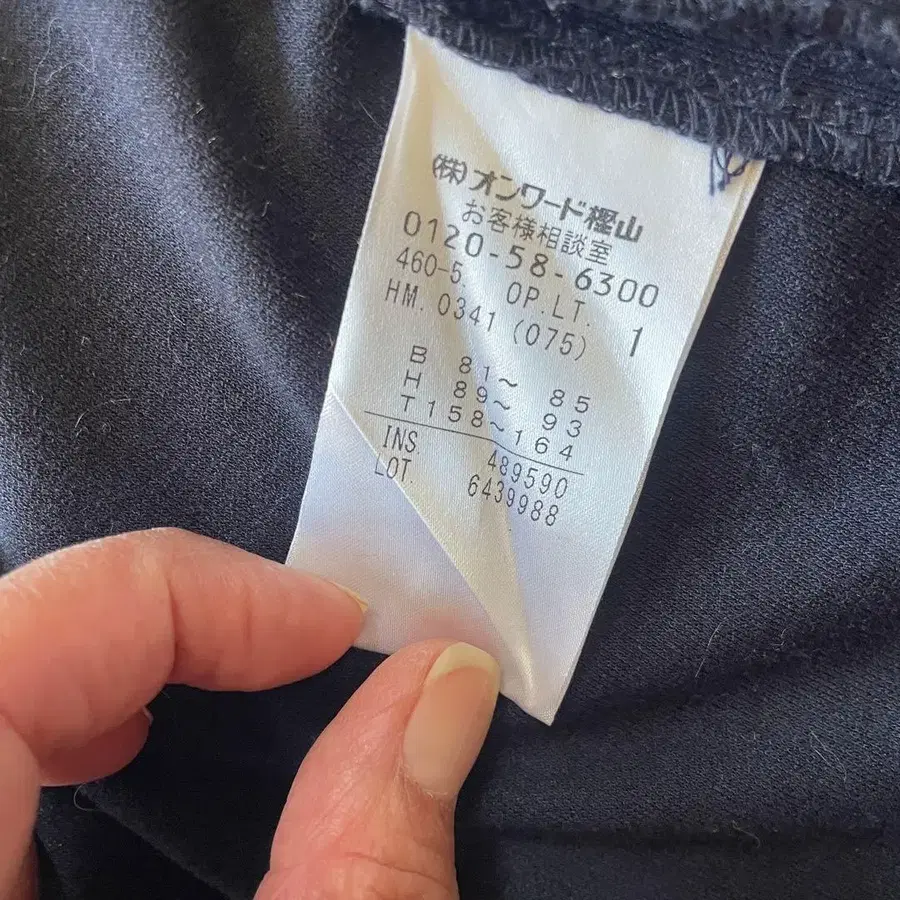 (株)オンワード樫山
お客様相談室
0120-58-6300
460-5. OP.LT.
HM. 0341 (075) 1
B 81~ 85
H 89~ 93
T158~164
INS. 489590
LOT. 6439988